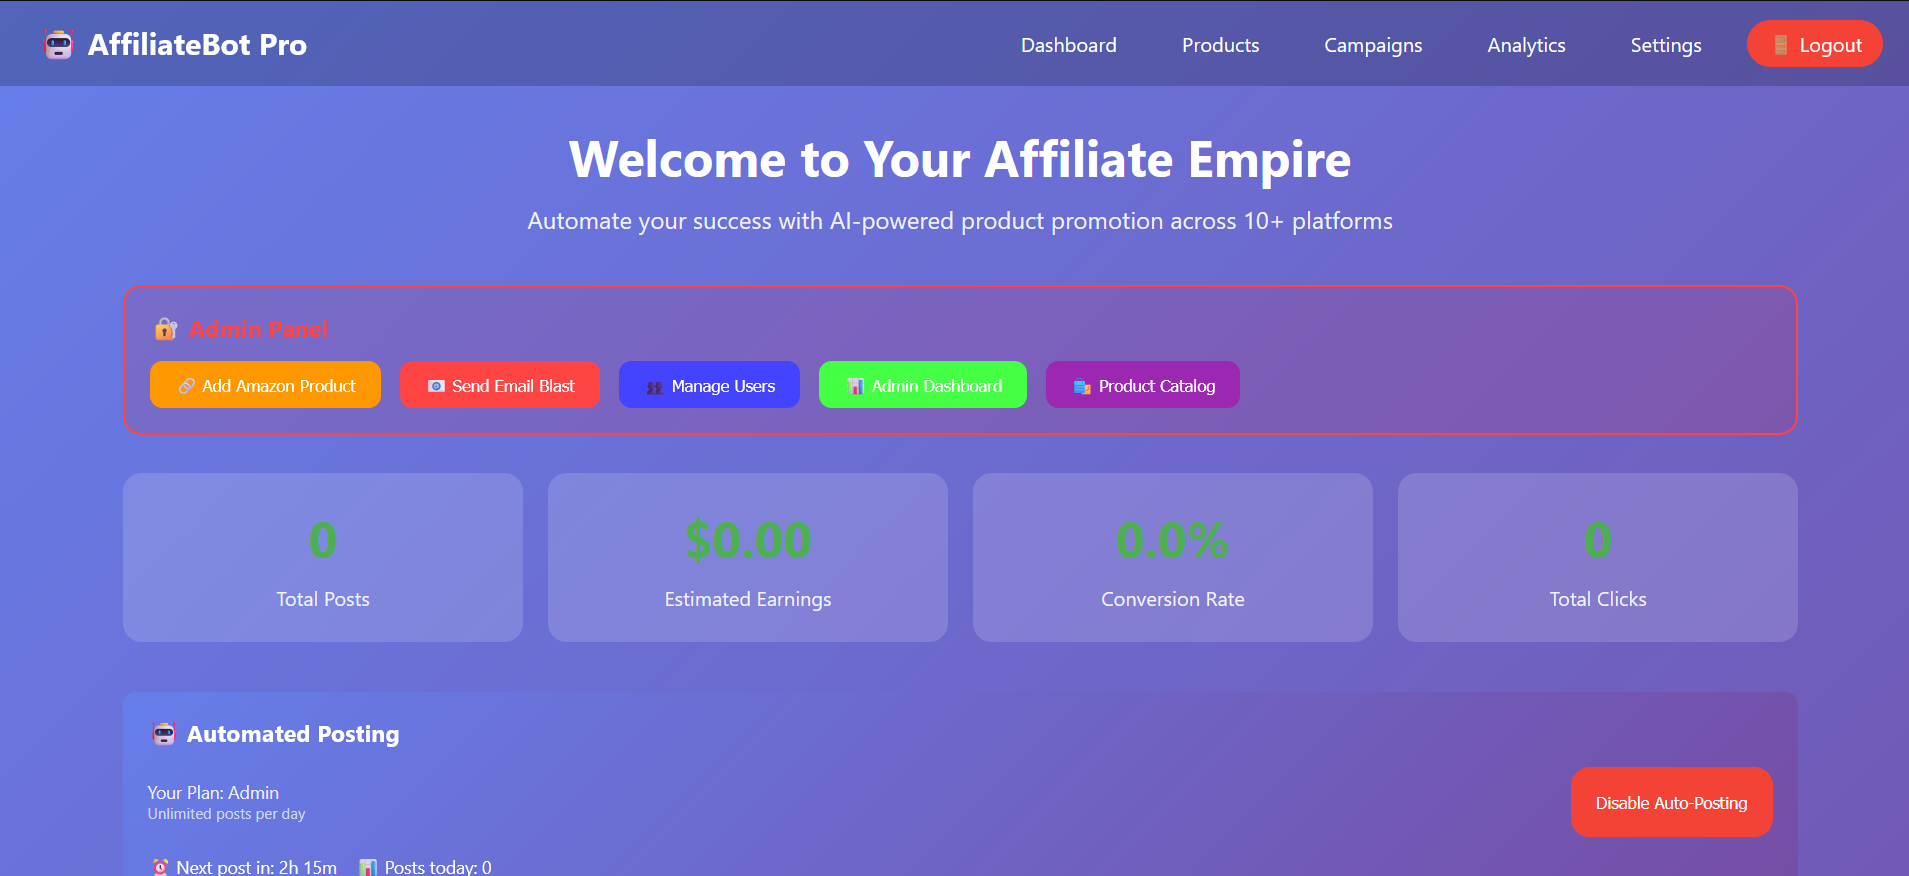 AffiliateBot Pro
Dashboard Products Campaigns Analytics Settings Logout
Welcome to Your Affiliate Empire
Automate your success with AI-powered product promotion across 10+ platforms
Admin Panel
Add Amazon Product Send Email Blast Manage Users Admin Dashboard Product Catalog
0 $0.00 0.0% 0
Total Posts Estimated Earnings Conversion Rate Total Clicks
Automated Posting
Your Plan: Admin
Unlimited posts per day
Disable Auto-Posting
Next post in: 2h 15m Posts today: 0